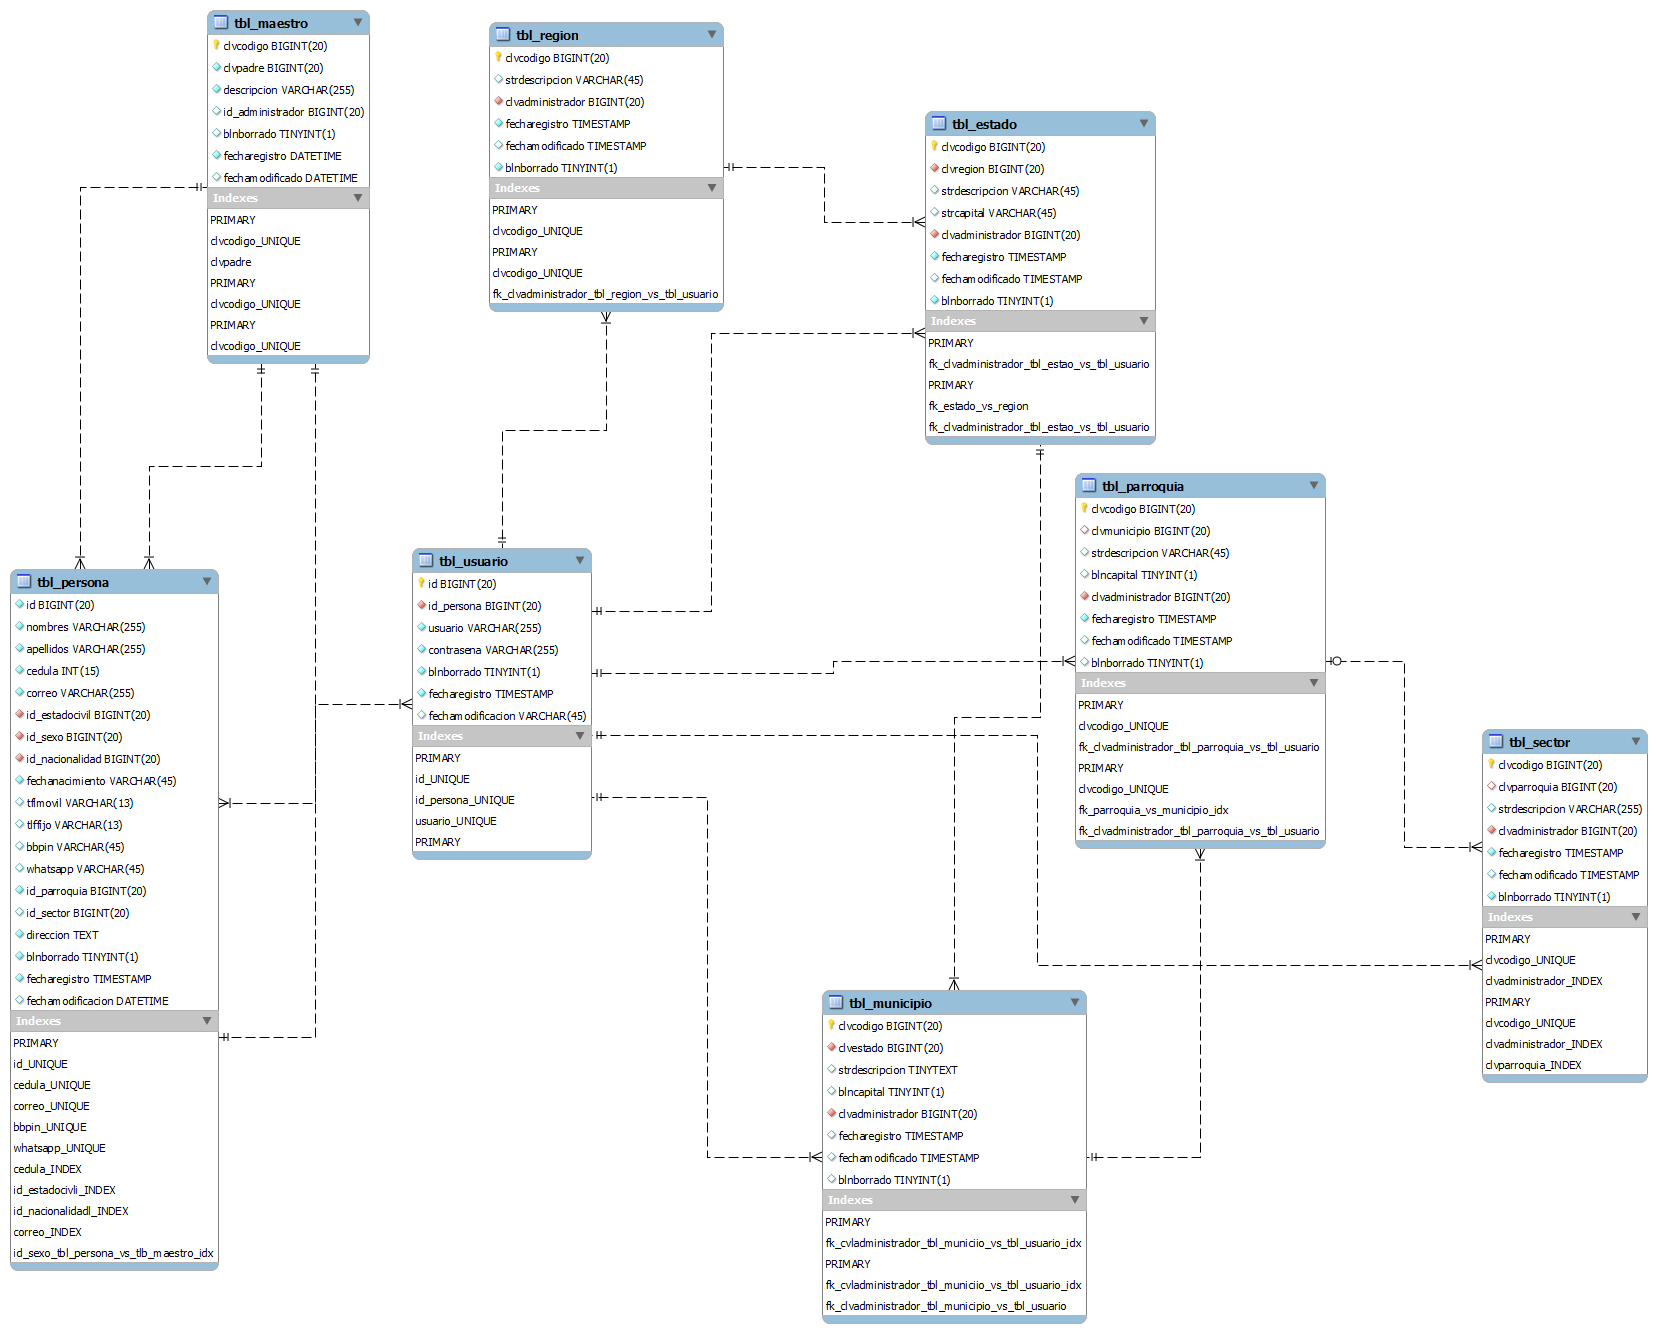 tbl_maestro
clvcodigo BIGINT(20)
clvpadre BIGINT(20)
descripcion VARCHAR(255)
id_administrador BIGINT(20)
blnborrado TINYINT(1)
fecharegistro DATETIME
fechamodificado DATETIME
Indexes
PRIMARY
clvcodigo_UNIQUE
clvpadre
PRIMARY
clvcodigo_UNIQUE
PRIMARY
clvcodigo_UNIQUE
tbl_region
clvcodigo BIGINT(20)
strdescripcion VARCHAR(45)
clvadministrador BIGINT(20)
fecharegistro TIMESTAMP
fechamodificado TIMESTAMP
blnborrado TINYINT(1)
Indexes
PRIMARY
clvcodigo_UNIQUE
PRIMARY
clvcodigo_UNIQUE
fk_clvadministrador_tbl_region_vs_tbl_usuario
tbl_estado
clvcodigo BIGINT(20)
clvregion BIGINT(20)
strdescripcion VARCHAR(45)
strcapital VARCHAR(45)
clvadministrador BIGINT(20)
fecharegistro TIMESTAMP
fechamodificado TIMESTAMP
blnborrado TINYINT(1)
Indexes
PRIMARY
fk_clvadministrador_tbl_estao_vs_tbl_usuario
PRIMARY
fk_estado_vs_region
fk_clvadministrador_tbl_estao_vs_tbl_usuario
tbl_persona
id BIGINT(20)
nombres VARCHAR(255)
apellidos VARCHAR(255)
cedula INT(15)
correo VARCHAR(255)
id_estadocivil BIGINT(20)
id_sexo BIGINT(20)
id_nacionalidad BIGINT(20)
fechanacimiento VARCHAR(45)
tflmovil VARCHAR(13)
tlffijo VARCHAR(13)
bbpin VARCHAR(45)
whatsapp VARCHAR(45)
id_parroquia BIGINT(20)
id_sector BIGINT(20)
direccion TEXT
blnborrado TINYINT(1)
fecharegistro TIMESTAMP
fechamodificacion DATETIME
Indexes
PRIMARY
id_UNIQUE
cedula_UNIQUE
correo_UNIQUE
bbpin_UNIQUE
whatsapp_UNIQUE
cedula_INDEX
id_estadocivli_INDEX
id_nacionalidadl_INDEX
correo_INDEX
id_sexo_tbl_persona_vs_tlb_maestro_idx
tbl_usuario
id BIGINT(20)
id_persona BIGINT(20)
usuario VARCHAR(255)
contrasena VARCHAR(255)
blnborrado TINYINT(1)
fecharegistro TIMESTAMP
fechamodificacion VARCHAR(45)
Indexes
PRIMARY
id_UNIQUE
id_persona_UNIQUE
usuario_UNIQUE
PRIMARY
tbl_parroquia
clvcodigo BIGINT(20)
clvmunicipio BIGINT(20)
strdescripcion VARCHAR(45)
blncapital TINYINT(1)
clvadministrador BIGINT(20)
fecharegistro TIMESTAMP
fechamodificado TIMESTAMP
blnborrado TINYINT(1)
Indexes
PRIMARY
clvcodigo_UNIQUE
fk_clvadministrador_tbl_parroquia_vs_tbl_usuario
PRIMARY
clvcodigo_UNIQUE
fk_parroquia_vs_municipio_idx
fk_clvadministrador_tbl_parroquia_vs_tbl_usuario
tbl_sector
clvcodigo BIGINT(20)
clvparroquia BIGINT(20)
strdescripcion VARCHAR(255)
clvadministrador BIGINT(20)
fecharegistro TIMESTAMP
fechamodificado TIMESTAMP
blnborrado TINYINT(1)
Indexes
PRIMARY
clvcodigo_UNIQUE
clvadministrador_INDEX
PRIMARY
clvcodigo_UNIQUE
clvadministrador_INDEX
clvparroquia_INDEX
tbl_municipio
clvcodigo BIGINT(20)
clvestado BIGINT(20)
strdescripcion TINYTEXT
blncapital TINYINT(1)
clvadministrador BIGINT(20)
fecharegistro TIMESTAMP
fechamodificado TIMESTAMP
blnborrado TINYINT(1)
Indexes
PRIMARY
fk_cvladministrador_tbl_municiio_vs_tbl_usuario_idx
PRIMARY
fk_cvladministrador_tbl_municiio_vs_tbl_usuario_idx
fk_clvadministrador_tbl_municipio_vs_tbl_usuario